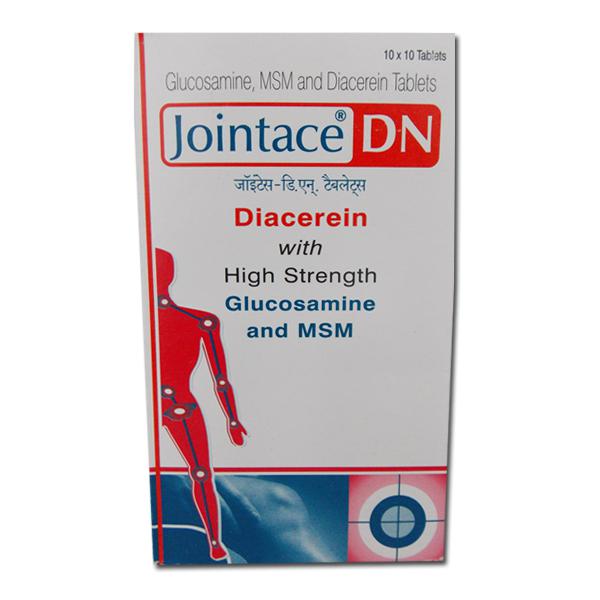 10 x 10 Tablets
Glucosamine, MSM and Diacerein Tablets
Jointace® DN
जॉइंटेस-डि.एन्. टैबलेट्स
Diacerein
with
High Strength
Glucosamine
and MSM